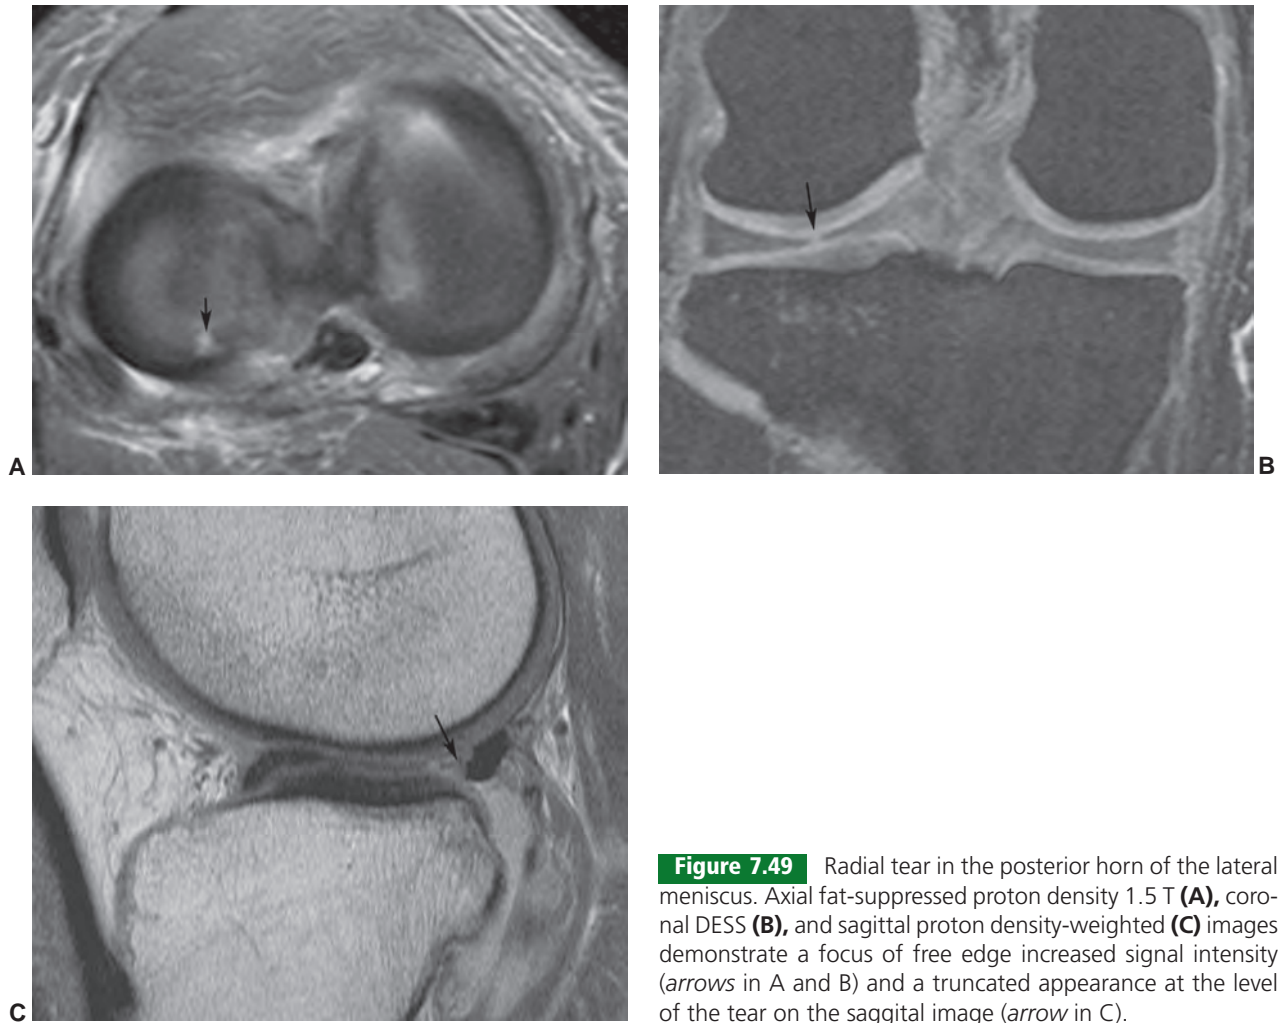 A
B
C
Figure 7.49 Radial tear in the posterior horn of the lateral
meniscus. Axial fat-suppressed proton density 1.5 T (A), coro-
nal DESS (B), and sagittal proton density-weighted (C) images
demonstrate a focus of free edge increased signal intensity
(arrows in A and B) and a truncated appearance at the level
of the tear on the saggital image (arrow in C).